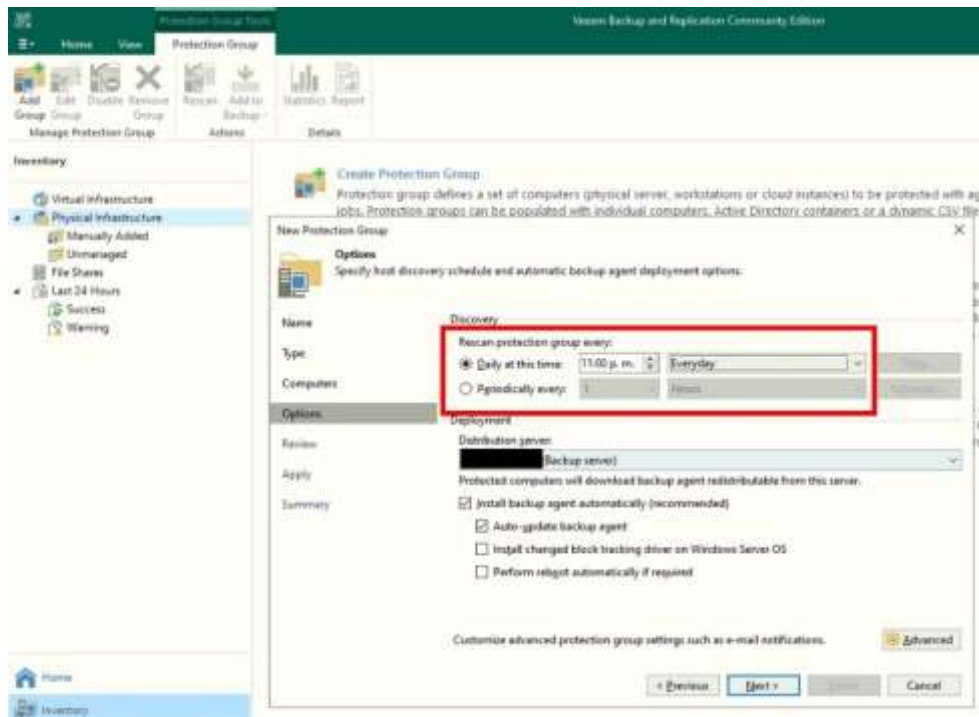 Protection Group Tools
Veeam Backup and Replication Community Edition
Home View Protection Group
Add Group
Edit Group
Disable
Remove Group
Rescan
Add to Backup
Statistics
Report
Manage Protection Group
Actions
Details
Inventory
Virtual Infrastructure
Physical Infrastructure
Manually Added
Unmanaged
File Shares
Last 24 Hours
Success
Warning
Create Protection Group
Protection group defines a set of computers (physical server, workstations or cloud instances) to be protected with ag
jobs. Protection groups can be populated with individual computers, Active Directory containers or a dynamic CSV file
New Protection Group
Options
Specify host discovery schedule and automatic backup agent deployment options.
Name
Type
Computers
Options
Review
Apply
Summary
Discovery
Rescan protection group every:
Daily at this time: 11:00 p. m. Everyday
Periodically every: 1 Hours
Deployment
Distribution server:
(Backup server)
Protected computers will download backup agent redistributable from this server.
Install backup agent automatically (recommended)
Auto-update backup agent
Install changed block tracking driver on Windows Server OS
Perform reboot automatically if required
Customize advanced protection group settings such as e-mail notifications.
Advanced
< Previous
Next >
Cancel
Home
Inventory